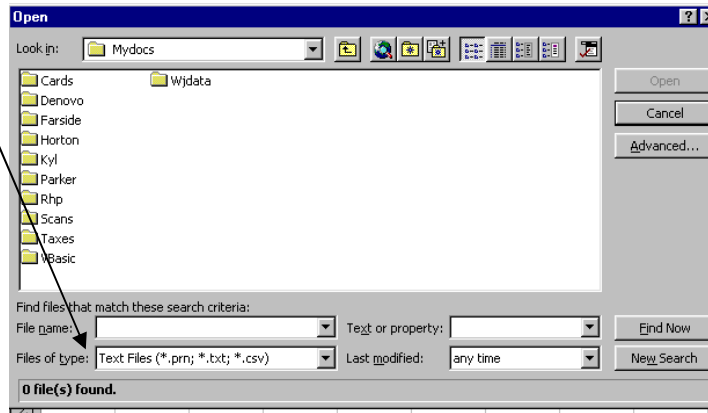 Open
Look in: Mydocs
Cards Wjdata
Denovo
Open
Farside
Cancel
Horton
Kyl
Advanced...
Parker
Rhp
Scans
Taxes
VBasic
Find files that match these search criteria:
File name: Text or property: Find Now
Files of type: Text Files (*.prn; *.txt; *.csv) Last modified: any time New Search
0 file(s) found.